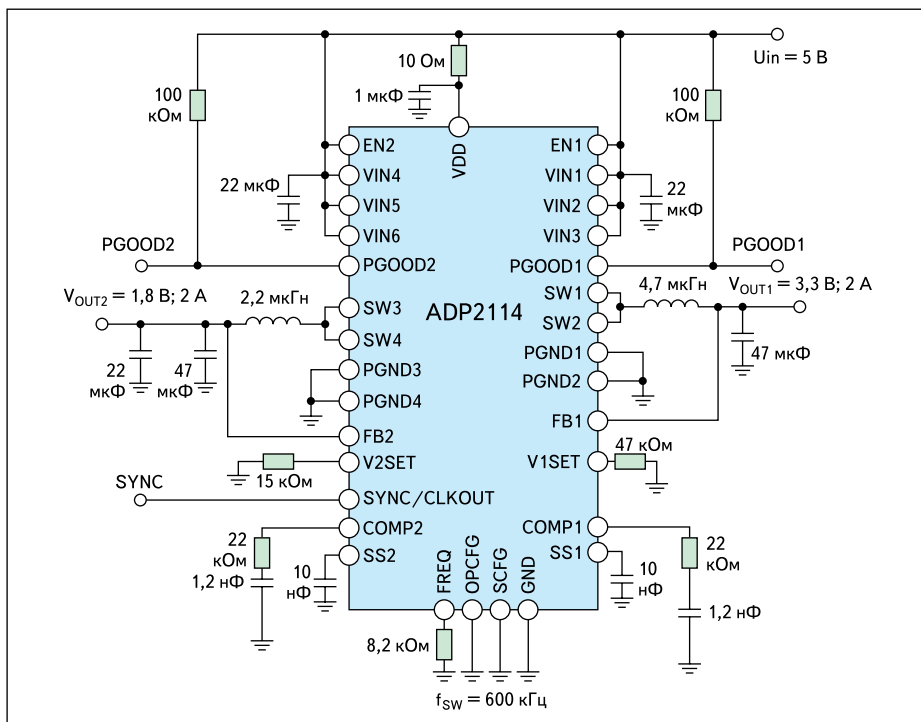 10 Ом
Uin = 5 В
100
кОм
1 мкФ
100
кОм
VDD
EN2
VIN4
VIN5
VIN6
PGOOD2
SW3
SW4
PGND3
PGND4
FB2
V2SET
SYNC/CLKOUT
COMP2
SS2
ADP2114
EN1
VIN1
VIN2
VIN3
PGOOD1
SW1
SW2
PGND1
PGND2
FB1
V1SET
COMP1
SS1
FREQ
OPCFG
SCFG
GND
22 мкФ
22
мкФ
PGOOD2
PGOOD1
VOUT2 = 1,8 В; 2 А
2,2 мкГн
4,7 мкГн
VOUT1 = 3,3 В; 2 А
22
мкФ
47
мкФ
47 мкФ
15 кОм
47 кОм
SYNC
22
кОм
1,2 нФ
10
нФ
10
нФ
22
кОм
1,2 нФ
8,2 кОм
fSW = 600 кГц